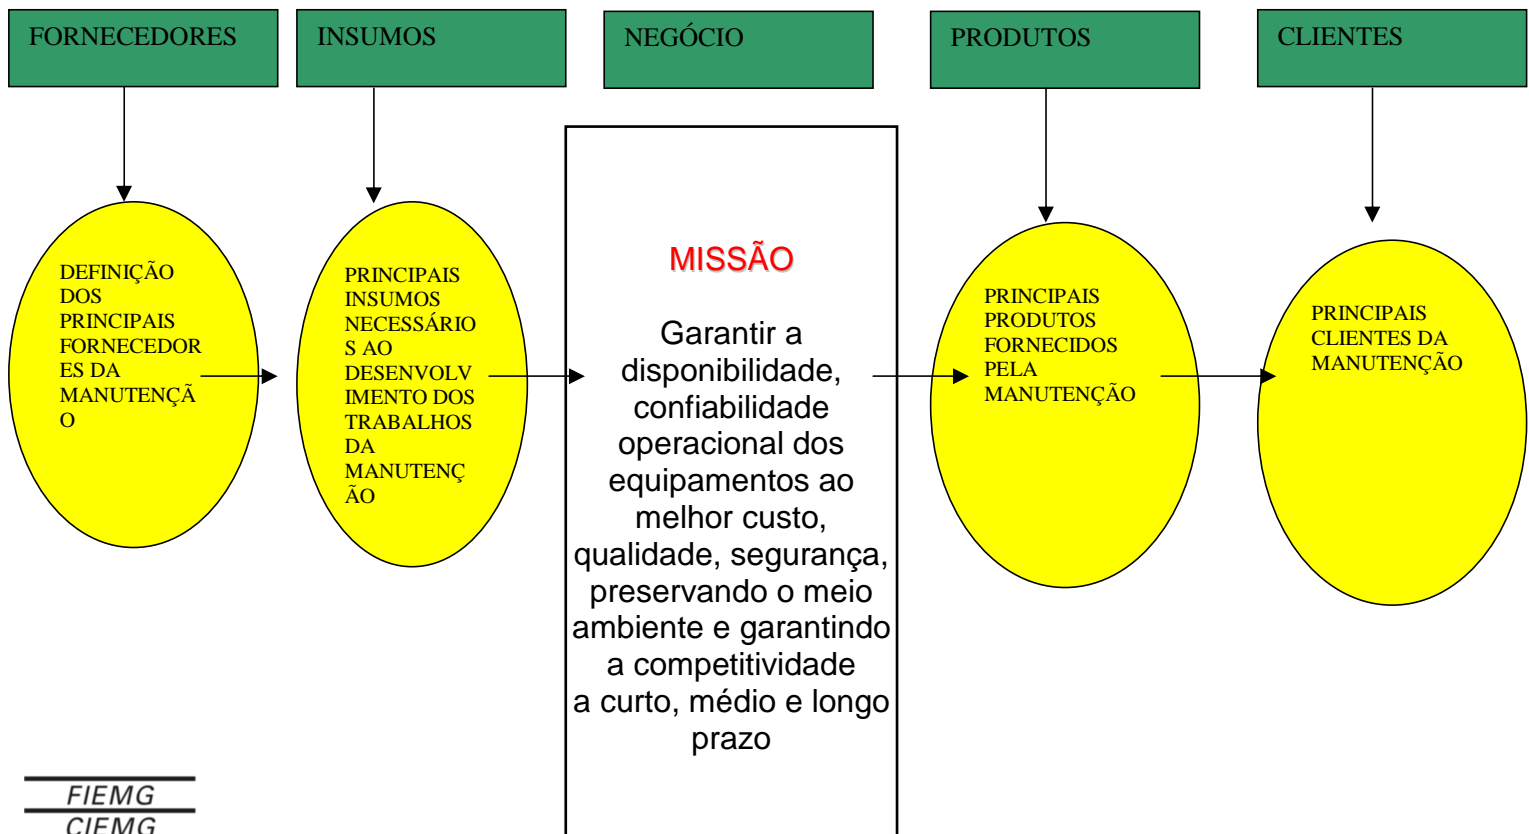 FORNECEDORES
INSUMOS
NEGÓCIO
PRODUTOS
CLIENTES
DEFINIÇÃO
DOS
PRINCIPAIS
FORNECEDOR
ES DA
MANUTENÇÃ
O
PRINCIPAIS
INSUMOS
NECESSÁRIO
S AO
DESENVOLV
IMENTO DOS
TRABALHOS
DA
MANUTENÇ
ÃO
MISSÃO
Garantir a
disponibilidade,
confiabilidade
operacional dos
equipamentos ao
melhor custo,
qualidade, segurança,
preservando o meio
ambiente e garantindo
a competitividade
a curto, médio e longo
prazo
PRINCIPAIS
PRODUTOS
FORNECIDOS
PELA
MANUTENÇÃO
PRINCIPAIS
CLIENTES DA
MANUTENÇÃO
FIEMG
CIEMG